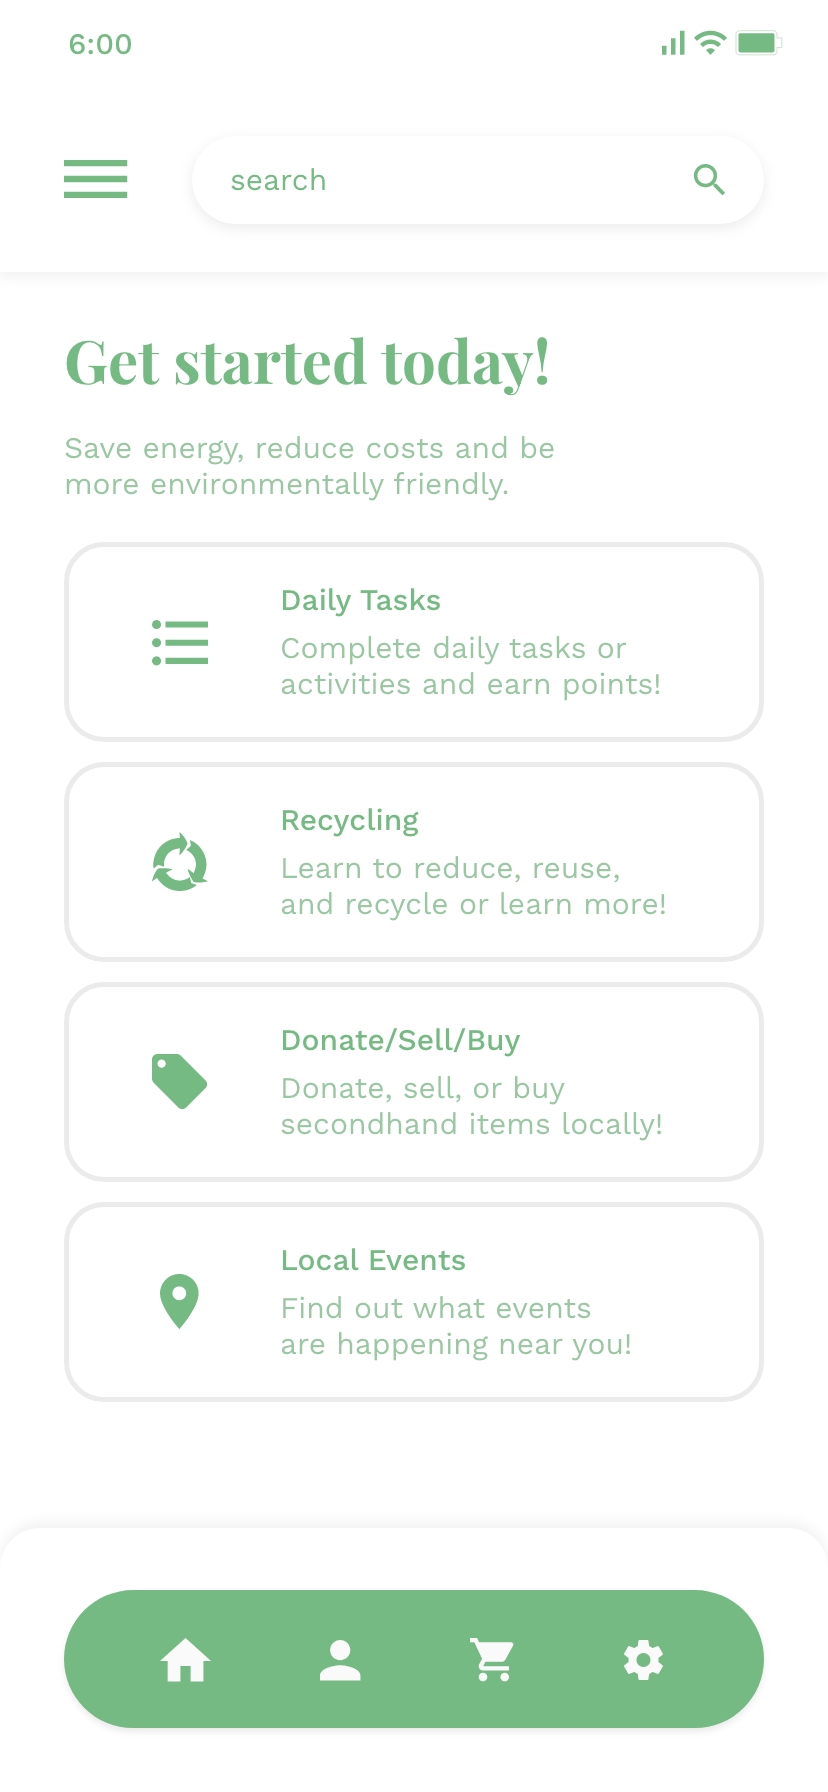 6:00
search
Get started today!
Save energy, reduce costs and be
more environmentally friendly.
Daily Tasks
Complete daily tasks or
activities and earn points!
Recycling
Learn to reduce, reuse,
and recycle or learn more!
Donate/Sell/Buy
Donate, sell, or buy
secondhand items locally!
Local Events
Find out what events
are happening near you!